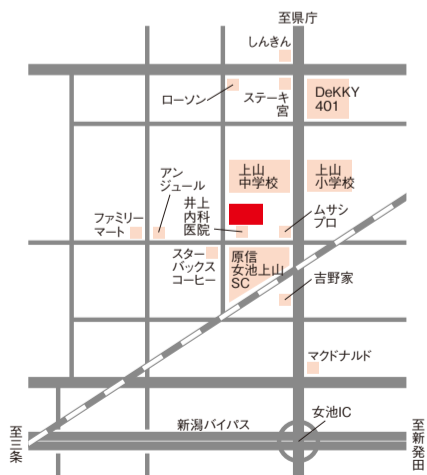 至県庁
しんきん
ローソン
ステーキ
宮
DeKKY
401
上山
中学校
上山
小学校
アン
ジュール
井上
内科
医院
ムサシ
プロ
ファミリー
マート
スター
バックス
コーヒー
原信
女池上山
SC
吉野家
マクドナルド
女池IC
新潟バイパス
至三条
至新発田